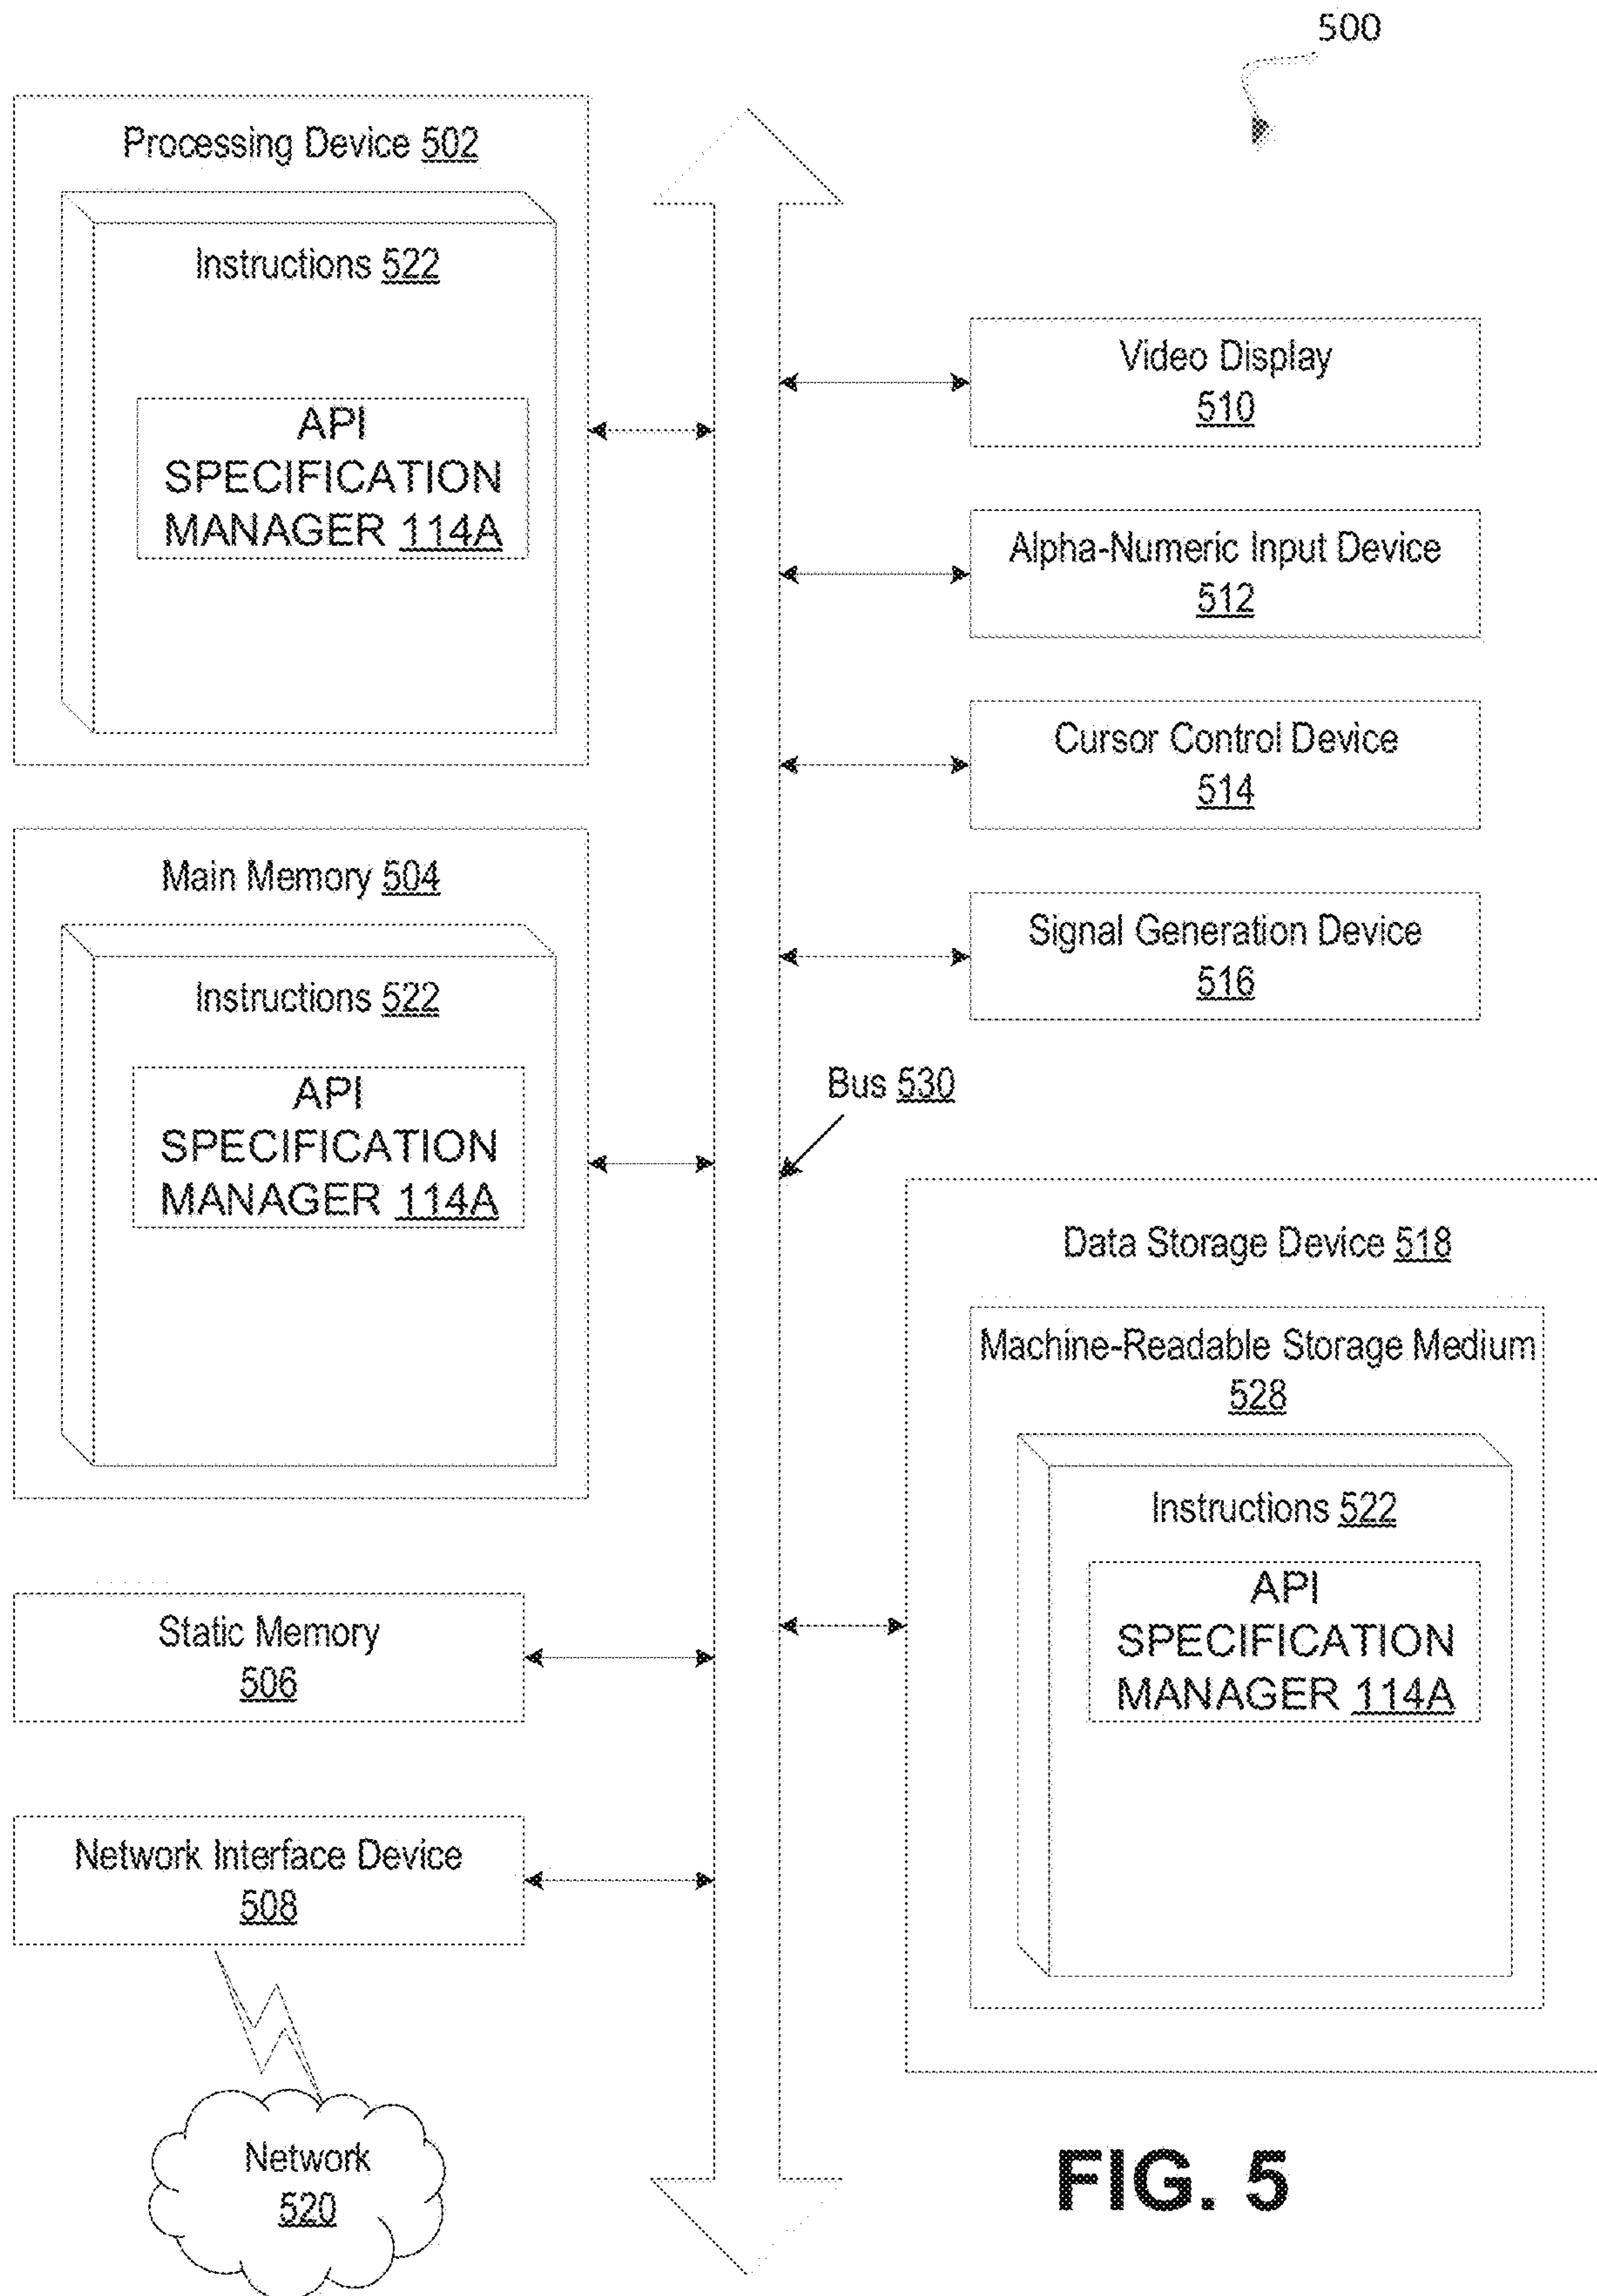 500
Processing Device 502
Instructions 522
API
SPECIFICATION
MANAGER 114A
Main Memory 504
Instructions 522
API
SPECIFICATION
MANAGER 114A
Static Memory
506
Network Interface Device
508
Network
520
Video Display
510
Alpha-Numeric Input Device
512
Cursor Control Device
514
Signal Generation Device
516
Bus 530
Data Storage Device 518
Machine-Readable Storage Medium
528
Instructions 522
API
SPECIFICATION
MANAGER 114A
FIG. 5